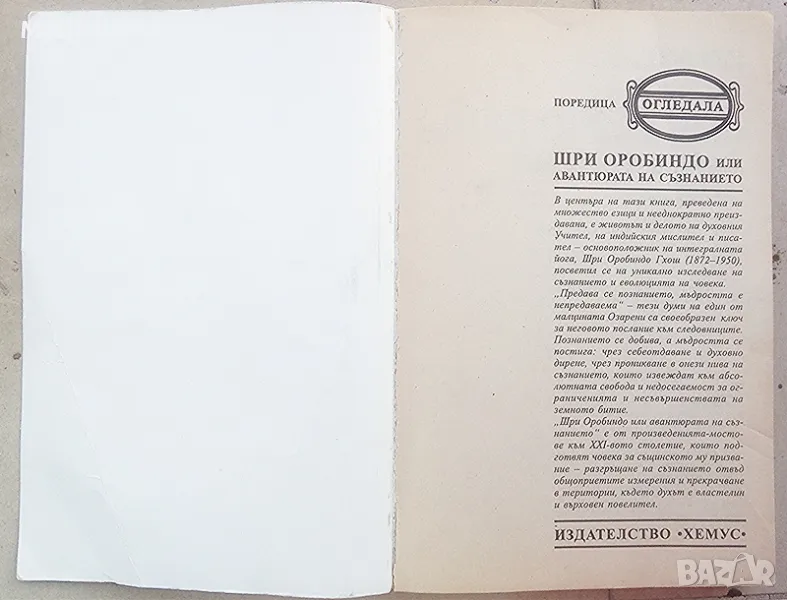 ПОРЕДИЦА ОГЛЕДАЛА
ШРИ ОРОБИНДО ИЛИ
АВАНТЮРАТА НА СЪЗНАНИЕТО
В центъра на тази книга, преведена на
множество езици и нееднократно преиз-
давана, е животът и делото на духовния
Учител, на индийския мислител и писа-
тел – основоположник на интегралната
йога, Шри Оробиндо Гхош (1872–1950),
посветил се на уникално изследване на
съзнанието и еволюцията на човека.
„Предава се познанието, мъдростта е
непредаваема“ – тези думи на един от
малцината Озарени са своеобразен ключ
за неговото послание към следовниците.
Познанието се добива, а мъдростта се
постига: чрез себеотдаване и духовно
дирене, чрез проникване в онези нива на
съзнанието, които извеждат към абсо-
лютната свобода и недосегаемост за ог-
раниченията и несъвършенствата на
земното битие.
„Шри Оробиндо или авантюрата на съз-
нанието“ е от произведенията-мосто-
ве към XXI-вото столетие, които под-
готвят човека за същинското му призва-
ние – разгръщане на съзнанието отвъд
общоприетите измерения и прекрачване
в територии, където духът е властелин
и върховен повелител.
ИЗДАТЕЛСТВО •ХЕМУС•
BAZAR